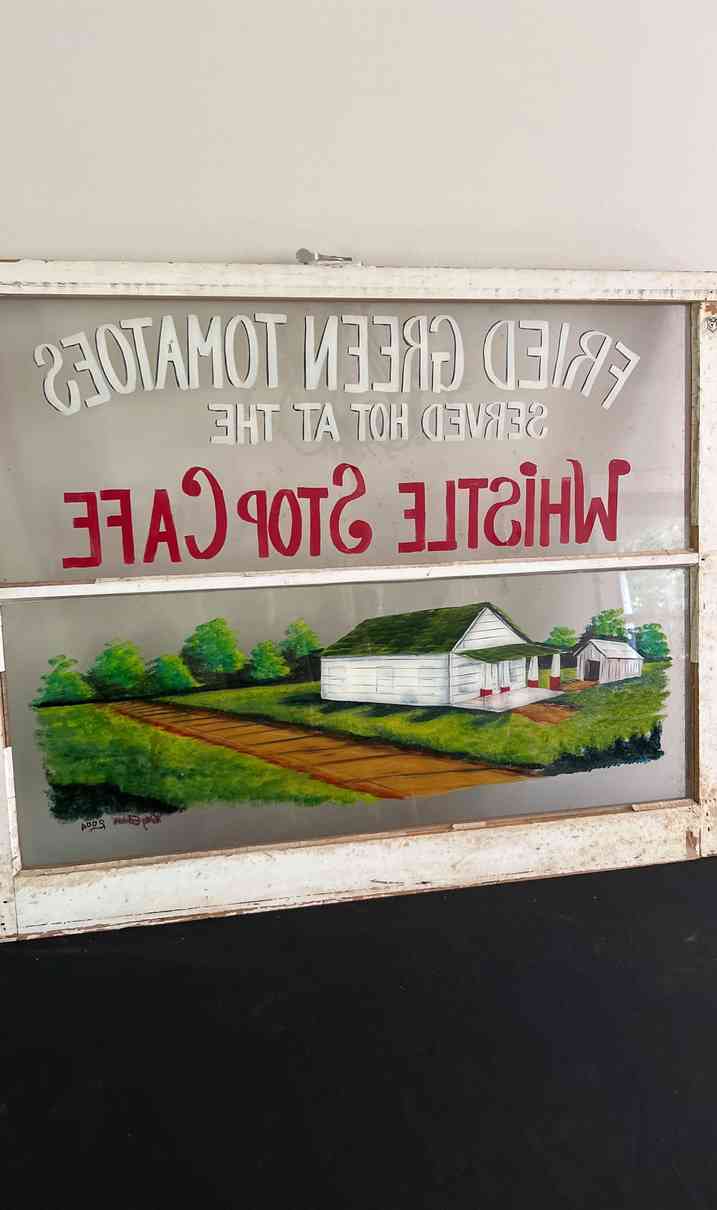 FRIED GREEN TOMATOES
SERVED HOT AT THE
WHiSTLE STOP CAFE
2004